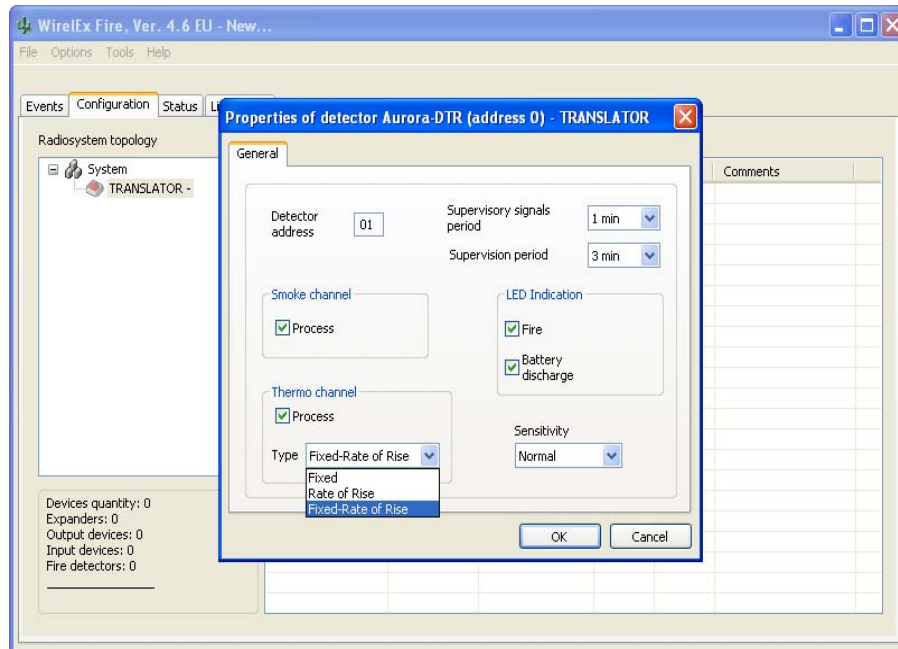 WirelEx Fire, Ver. 4.6 EU - New...
File Options Tools Help
Events Configuration Status
Radiosystem topology
System
TRANSLATOR -
Comments
Devices quantity: 0
Expanders: 0
Output devices: 0
Input devices: 0
Fire detectors: 0
Properties of detector Aurora-DTR (address 0) - TRANSLATOR
General
Detector address 01
Supervisory signals period 1 min
Supervision period 3 min
Smoke channel
Process
LED Indication
Fire
Battery discharge
Thermo channel
Process
Type Fixed-Rate of Rise
Fixed
Rate of Rise
Fixed-Rate of Rise
Sensitivity
Normal
OK Cancel